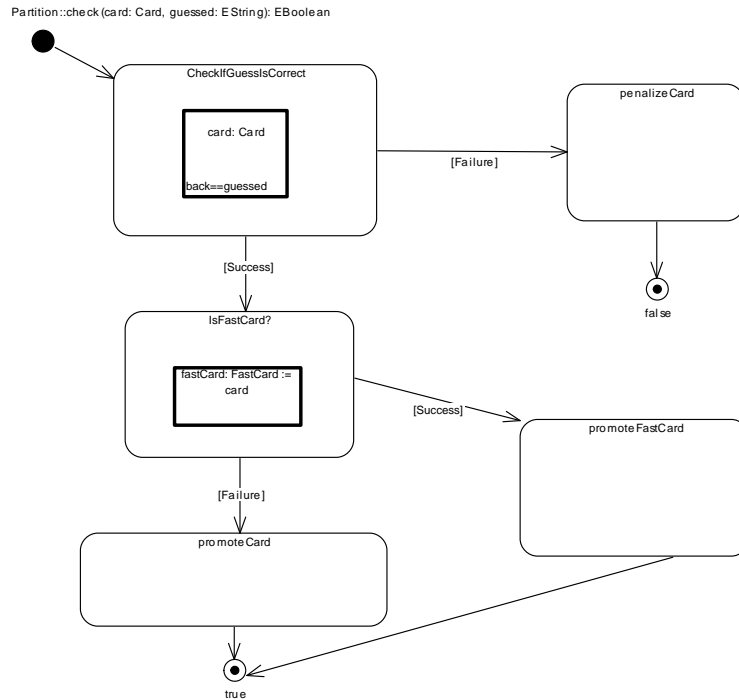 Partition::check (card: Card, guessed: EString): EBoolean
CheckIfGuessIsCorrect
penalizeCard
card: Card
[Failure]
back==guessed
[Success]
false
IsFastCard?
fastCard: FastCard :=
card
[Success]
promoteFastCard
[Failure]
promoteCard
true